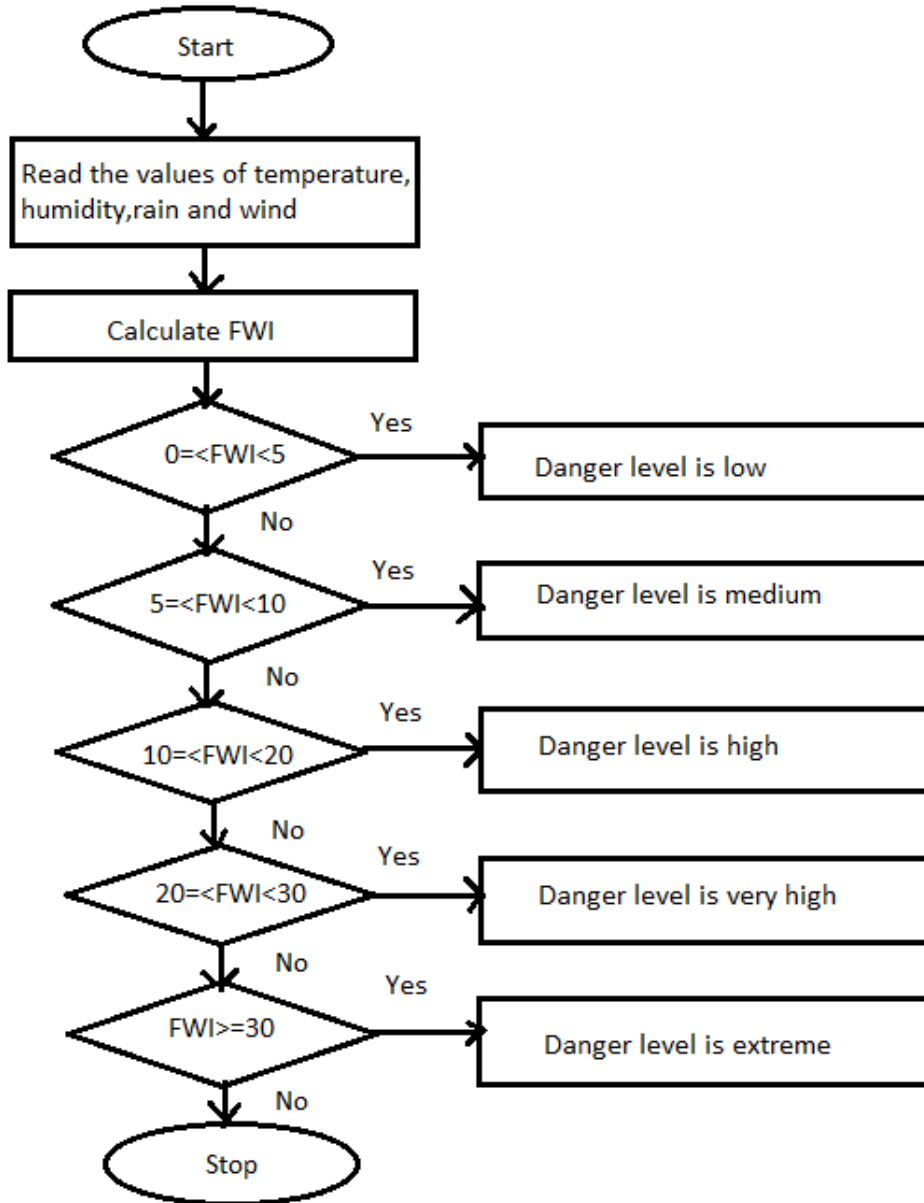 Start
Read the values of temperature,
humidity,rain and wind
Calculate FWI
0=<FWI<5
Yes
Danger level is low
No
5=<FWI<10
Yes
Danger level is medium
No
10=<FWI<20
Yes
Danger level is high
No
20=<FWI<30
Yes
Danger level is very high
No
FWI>=30
Yes
Danger level is extreme
No
Stop